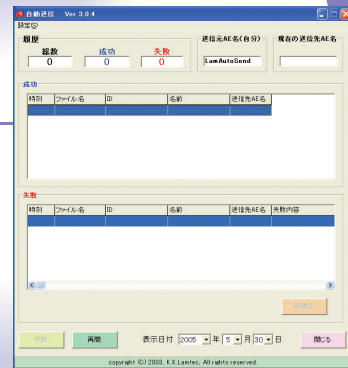 自動送信 Ver 3.0.4
設定(S)
履歴
総数 成功 失敗
0 0 0
送信元AE名(自分)
LamAutoSend
現在の送信先AE名
成功
時刻 ファイル名 ID 名前 送信先AE名
失敗
時刻 ファイル名 ID 名前 送信先AE名 失敗内容
再送信
中断 再開 表示日付 2005 年 5 月 30 日 閉じる
copyright (C) 2003, K.K.Lamtec, All rights reserved.